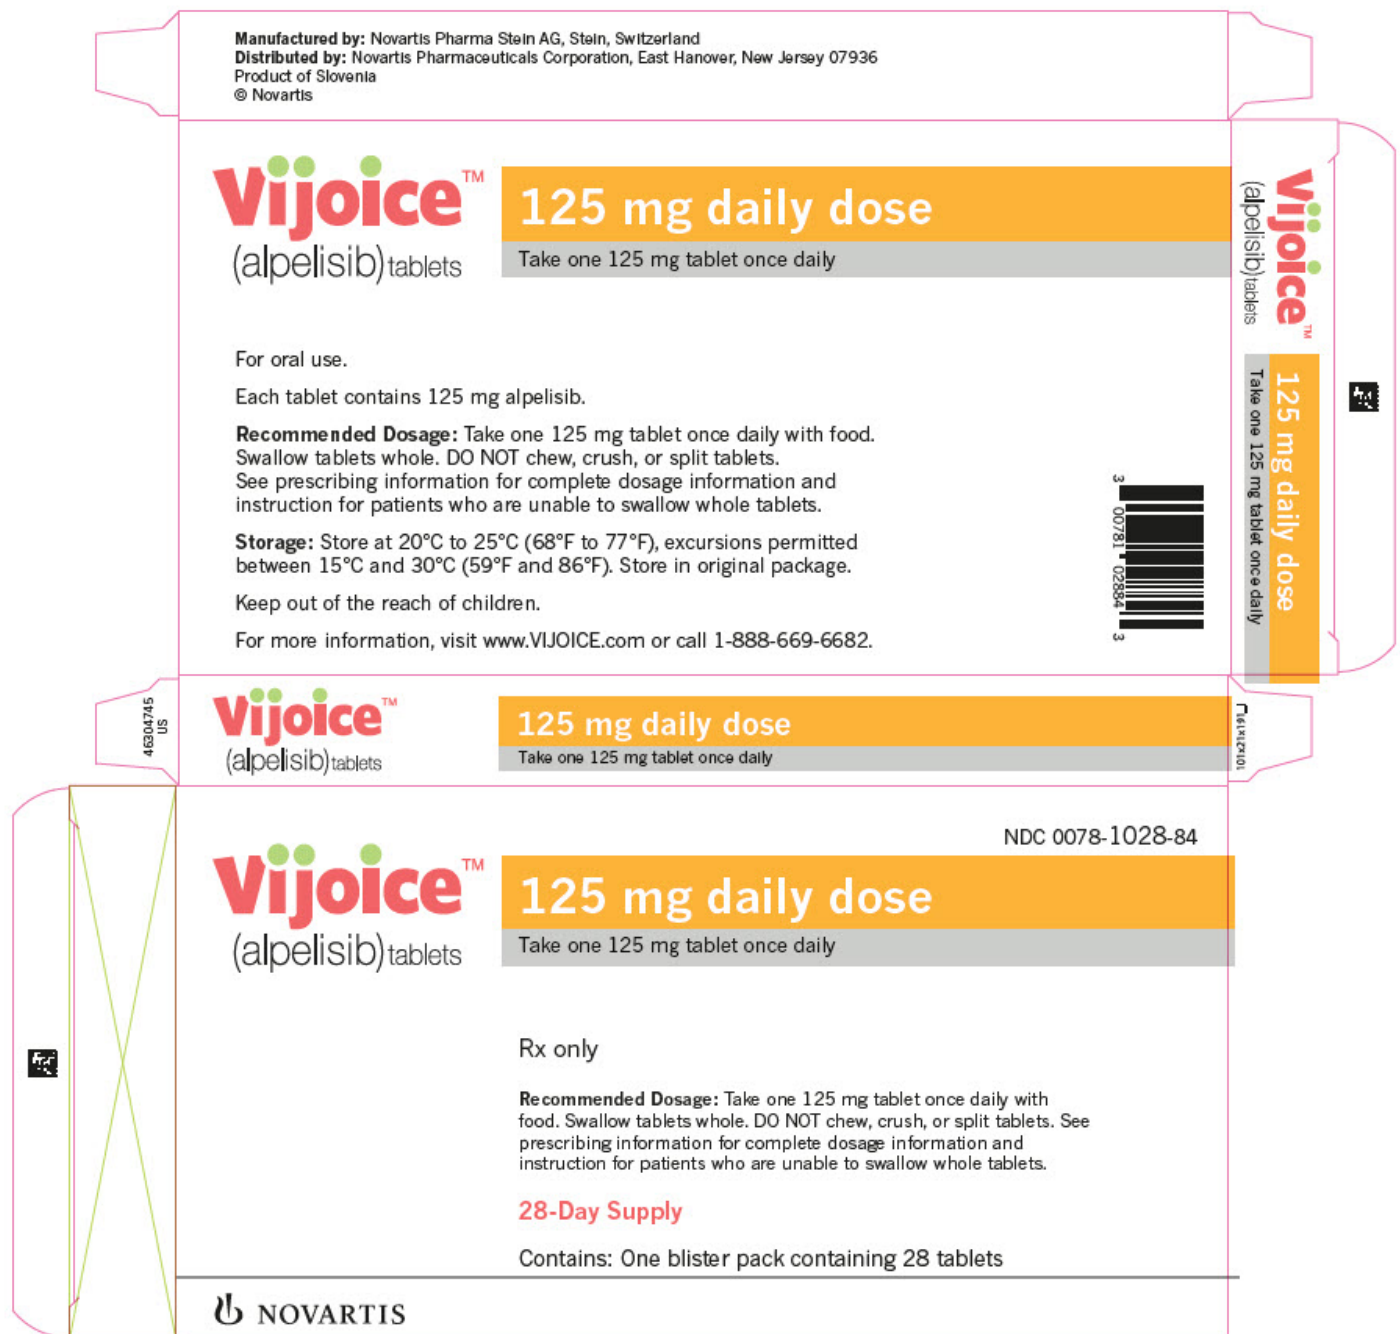 Manufactured by: Novartis Pharma Stein AG, Stein, Switzerland
Distributed by: Novartis Pharmaceuticals Corporation, East Hanover, New Jersey 07936
Product of Slovenia
© Novartis
Vijoice™
(alpelisib) tablets
125 mg daily dose
Take one 125 mg tablet once daily
For oral use.
Each tablet contains 125 mg alpelisib.
Recommended Dosage: Take one 125 mg tablet once daily with food.
Swallow tablets whole. DO NOT chew, crush, or split tablets.
See prescribing information for complete dosage information and
instruction for patients who are unable to swallow whole tablets.
Storage: Store at 20°C to 25°C (68°F to 77°F), excursions permitted
between 15°C and 30°C (59°F and 86°F). Store in original package.
Keep out of the reach of children.
For more information, visit www.VIJOICE.com or call 1-888-669-6682.
3 00781 02884 3
Vijoice™
(alpelisib) tablets
125 mg daily dose
Take one 125 mg tablet once daily
46304745
US
Vijoice™
(alpelisib) tablets
125 mg daily dose
Take one 125 mg tablet once daily
101x21x191
NDC 0078-1028-84
Vijoice™
(alpelisib) tablets
125 mg daily dose
Take one 125 mg tablet once daily
Rx only
Recommended Dosage: Take one 125 mg tablet once daily with
food. Swallow tablets whole. DO NOT chew, crush, or split tablets. See
prescribing information for complete dosage information and
instruction for patients who are unable to swallow whole tablets.
28-Day Supply
Contains: One blister pack containing 28 tablets
NOVARTIS